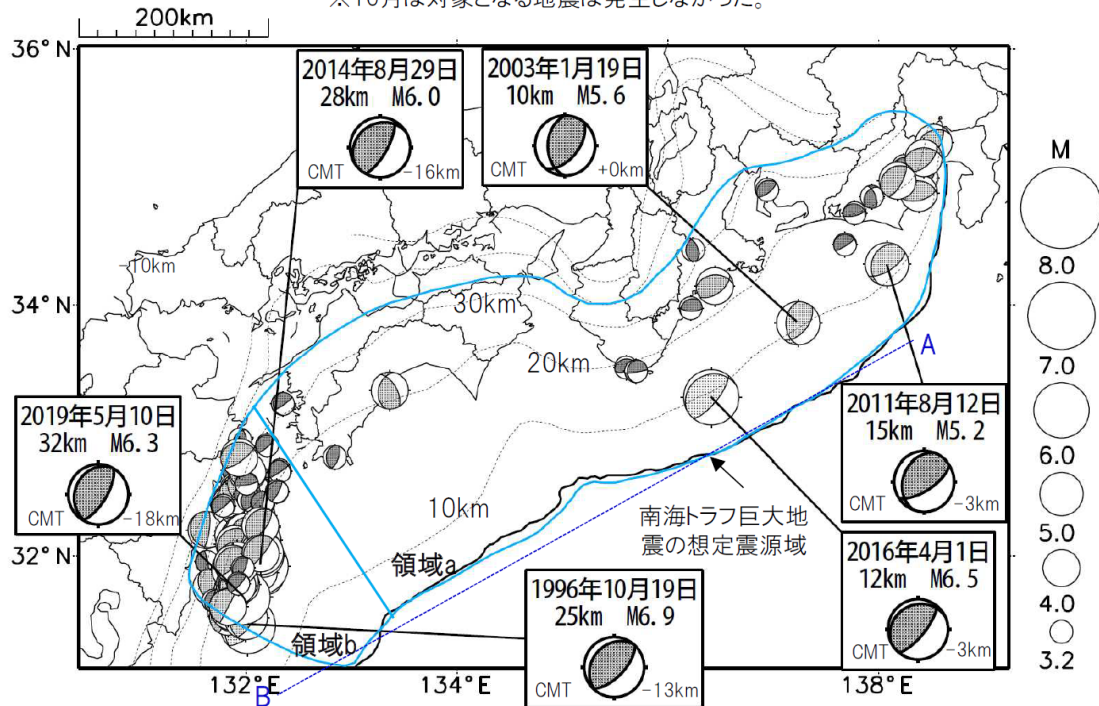 ※10月は対象となる地震は発生しなかった。
200km
36°N
2014年8月29日
28km M6.0
CMT -16km
2003年1月19日
10km M5.6
CMT +0km
M
8.0
7.0
6.0
5.0
4.0
3.2
10km
34°N
30km
20km
10km
A
2019年5月10日
32km M6.3
CMT -18km
2011年8月12日
15km M5.2
CMT -3km
南海トラフ巨大地
震の想定震源域
32°N
領域a
領域b
1996年10月19日
25km M6.9
CMT -13km
2016年4月1日
12km M6.5
CMT -3km
B
132°E
134°E
138°E